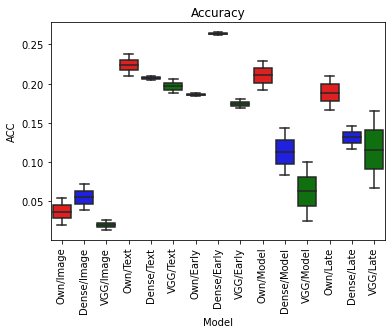 Accuracy
0.25
0.20
0.15
0.10
0.05
ACC
Own/Image
Dense/Image
VGG/Image
Own/Text
Dense/Text
VGG/Text
Own/Early
Dense/Early
VGG/Early
Own/Model
Dense/Model
VGG/Model
Own/Late
Dense/Late
VGG/Late
Model